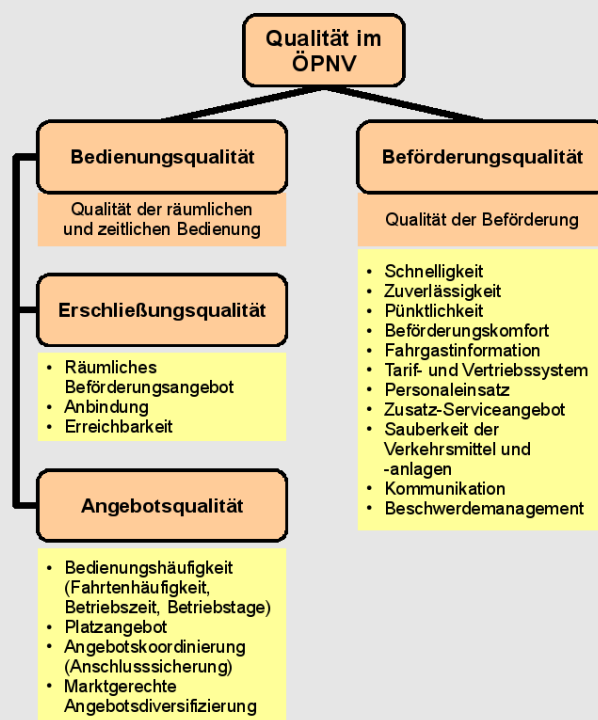 Qualität im
ÖPNV
Bedienungsqualität
Qualität der räumlichen
und zeitlichen Bedienung
Erschließungsqualität
• Räumliches
Beförderungsangebot
• Anbindung
• Erreichbarkeit
Angebotsqualität
• Bedienungshäufigkeit
(Fahrtenhäufigkeit,
Betriebszeit, Betriebstage)
• Platzangebot
• Angebotskoordinierung
(Anschlusssicherung)
• Marktgerechte
Angebotsdiversifizierung
Beförderungsqualität
Qualität der Beförderung
• Schnelligkeit
• Zuverlässigkeit
• Pünktlichkeit
• Beförderungskomfort
• Fahrgastinformation
• Tarif- und Vertriebssystem
• Personaleinsatz
• Zusatz-Serviceangebot
• Sauberkeit der
Verkehrsmittel und
-anlagen
• Kommunikation
• Beschwerdemanagement